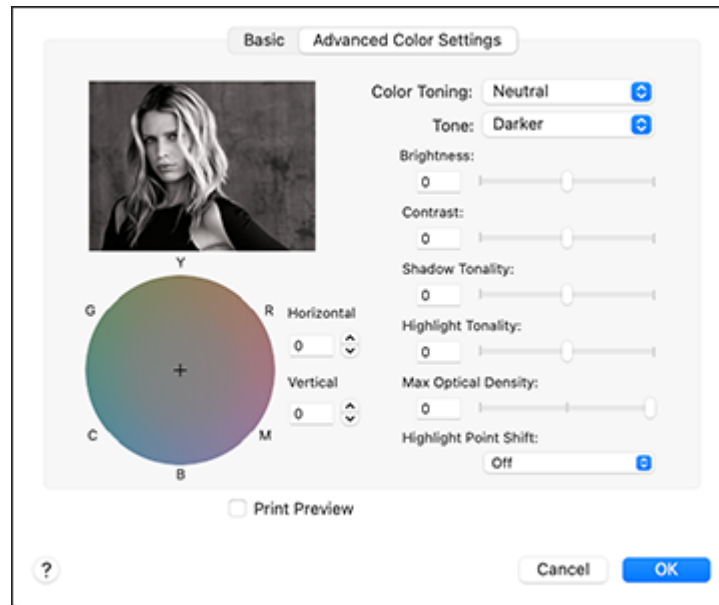 Basic
Advanced Color Settings
Color Toning: Neutral
Tone: Darker
Brightness:
0
Contrast:
0
Shadow Tonality:
0
Highlight Tonality:
0
Max Optical Density:
0
Highlight Point Shift:
Off
Y
G
R
C
M
B
Horizontal
0
Vertical
0
Print Preview
?
Cancel
OK